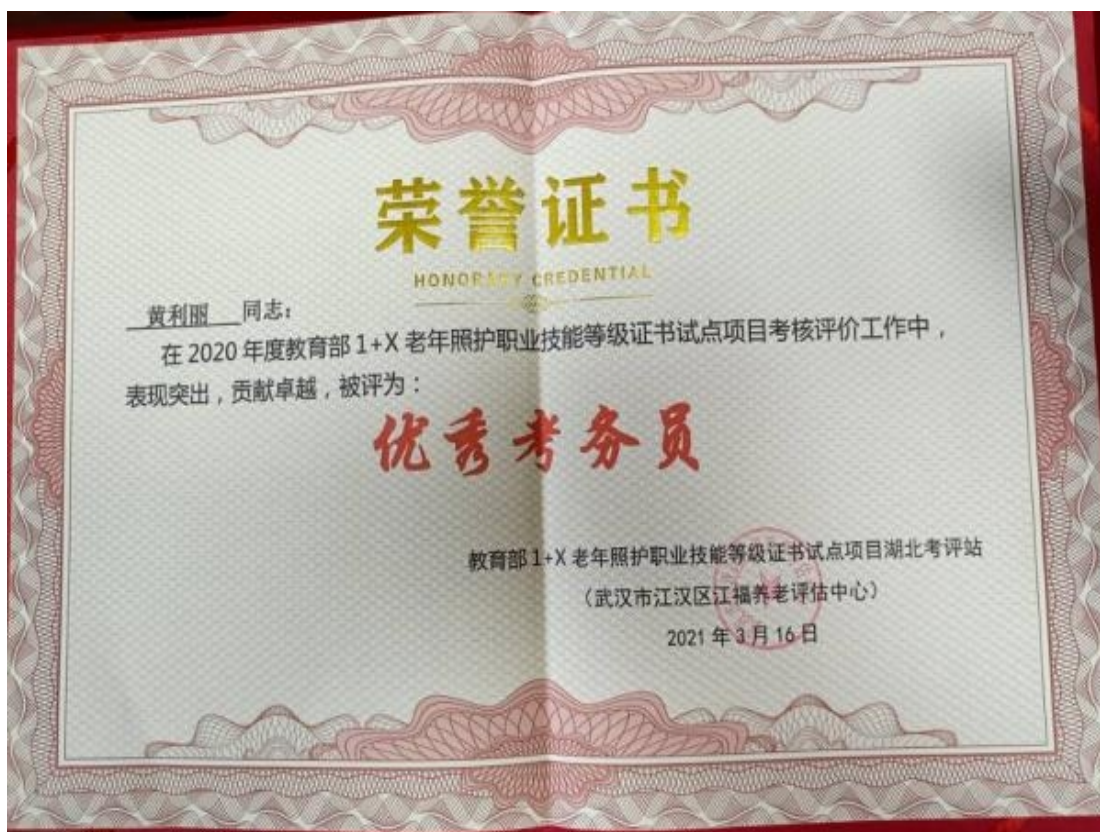 荣誉证书
HONORARY CREDENTIAL
黄利丽 同志：
在 2020 年度教育部 1+X 老年照护职业技能等级证书试点项目考核评价工作中，
表现突出，贡献卓越，被评为：
优秀考务员
教育部 1+X 老年照护职业技能等级证书试点项目湖北考评站
（武汉市江汉区江福养老评估中心）
2021 年 3 月 16 日